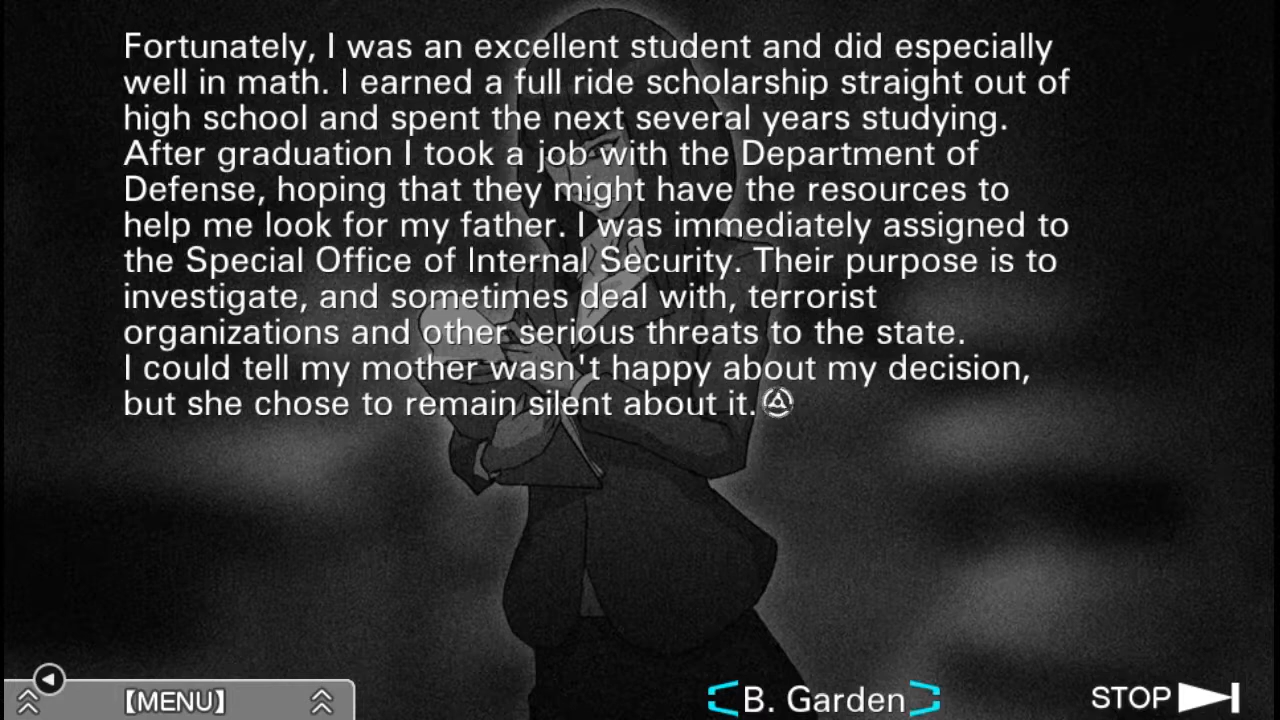 Fortunately, I was an excellent student and did especially
well in math. I earned a full ride scholarship straight out of
high school and spent the next several years studying.
After graduation I took a job with the Department of
Defense, hoping that they might have the resources to
help me look for my father. I was immediately assigned to
the Special Office of Internal Security. Their purpose is to
investigate, and sometimes deal with, terrorist
organizations and other serious threats to the state.
I could tell my mother wasn't happy about my decision,
but she chose to remain silent about it.
【MENU】
B. Garden
STOP